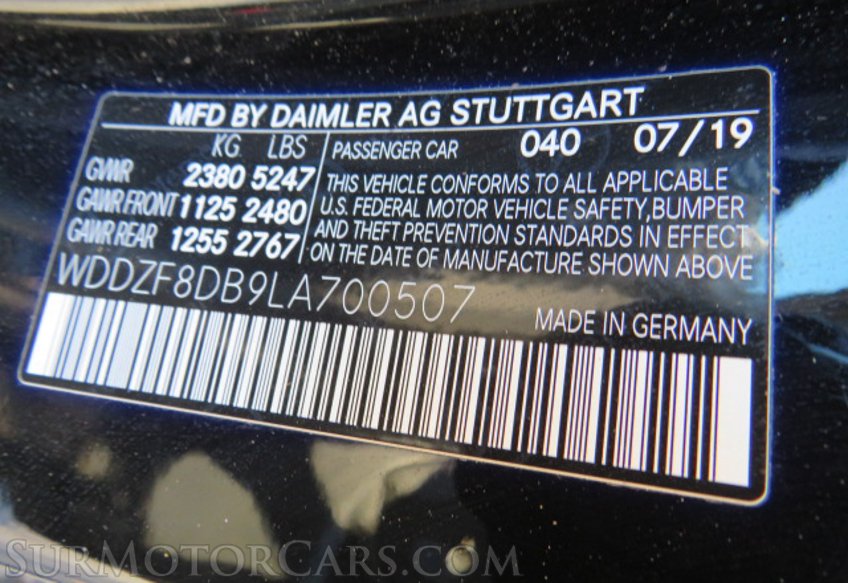 MFD BY DAIMLER AG STUTTGART
KG LBS
GVWR 2380 5247
GAWR FRONT 1125 2480
GAWR REAR 1255 2767
PASSENGER CAR 040 07/19
THIS VEHICLE CONFORMS TO ALL APPLICABLE
U.S. FEDERAL MOTOR VEHICLE SAFETY,BUMPER
AND THEFT PREVENTION STANDARDS IN EFFECT
ON THE DATE OF MANUFACTURE SHOWN ABOVE
WDDZF8DB9LA700507
MADE IN GERMANY
SURMOTORCARS.COM